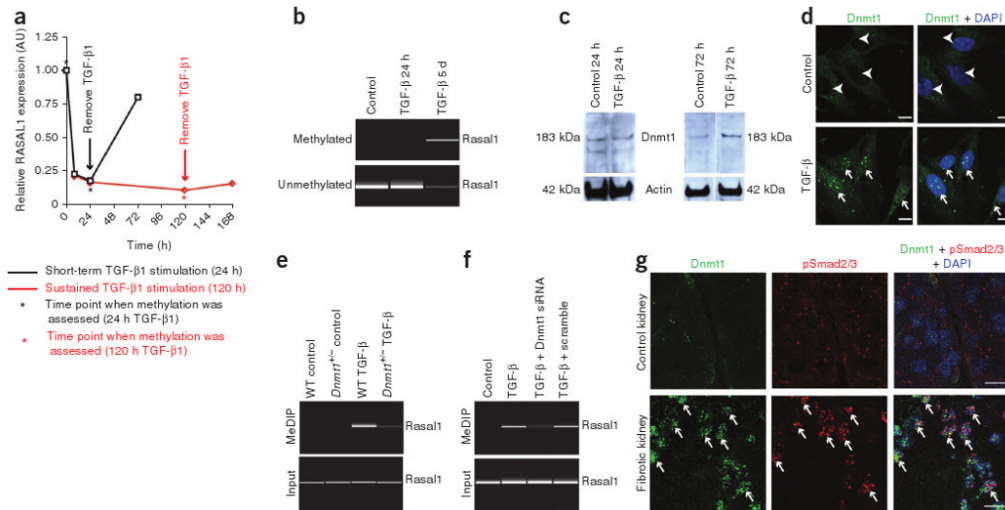 a
Relative RASAL1 expression (AU)
1.25
1.00
0.75
0.50
0.25
0
Remove TGF-β1
Remove TGF-β1
0 24 48 72 96 120 144 168
Time (h)
Short-term TGF-β1 stimulation (24 h)
Sustained TGF-β1 stimulation (120 h)
* Time point when methylation was
assessed (24 h TGF-β1)
* Time point when methylation was
assessed (120 h TGF-β1)
b
Control
TGF-β 24 h
TGF-β 5 d
Methylated
Rasal1
Unmethylated
Rasal1
c
Control 24 h
TGF-β 24 h
Control 72 h
TGF-β 72 h
183 kDa Dnmt1 183 kDa
42 kDa Actin 42 kDa
d
Dnmt1
Dnmt1 + DAPI
Control
TGF-β
e
WT control
Dnmt1+/− control
WT TGF-β
Dnmt1+/− TGF-β
MeDIP
Rasal1
Input
Rasal1
f
Control
TGF-β
TGF-β + Dnmt1 siRNA
TGF-β + scramble
MeDIP
Rasal1
Input
Rasal1
g
Dnmt1
pSmad2/3
Dnmt1 + pSmad2/3
+ DAPI
Control kidney
Fibrotic kidney
* * * *